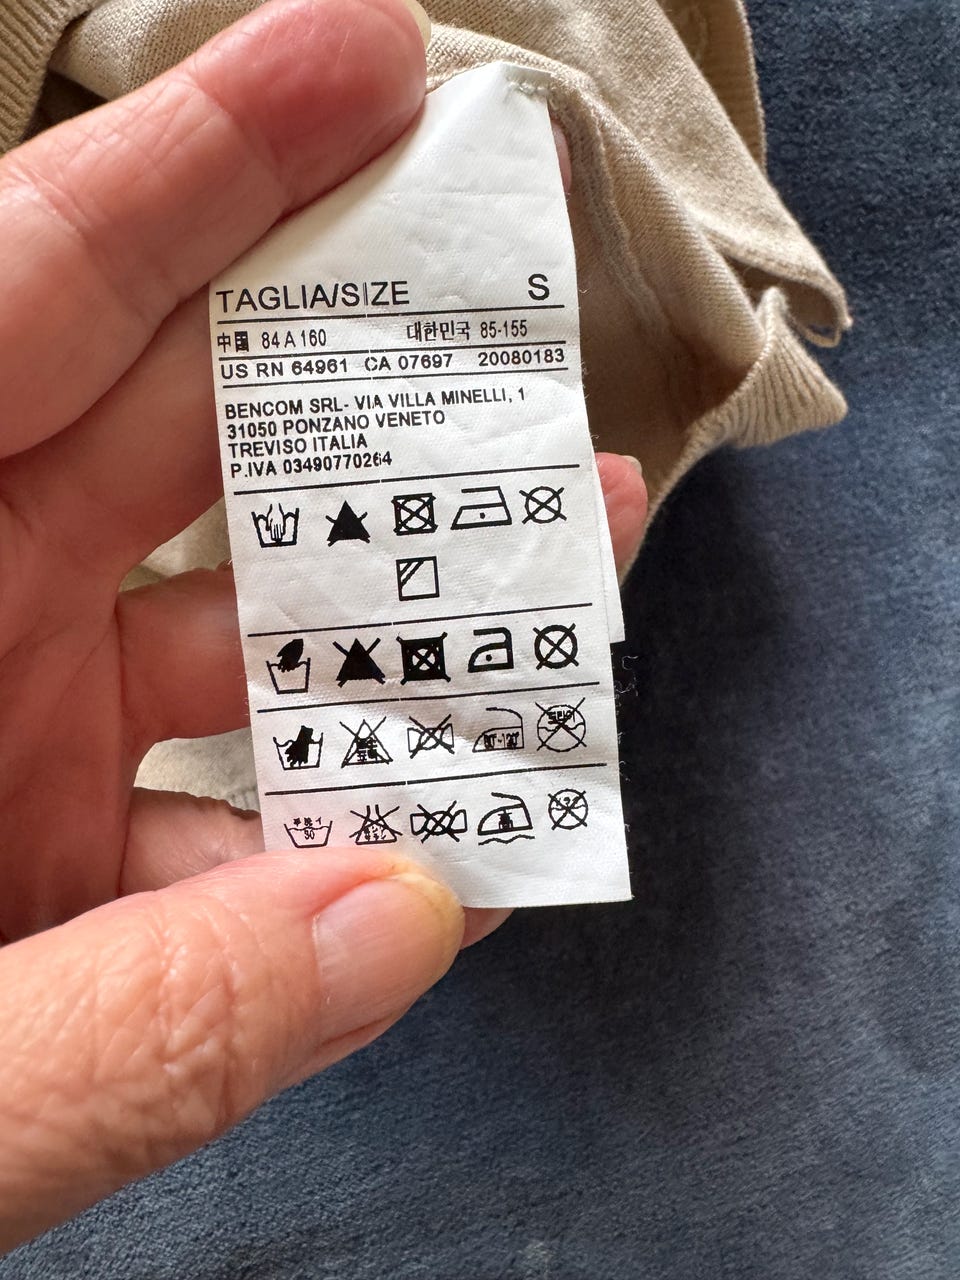 TAGLIA/SIZE S
中国 84 A 160 대한민국 85-155
US RN 64961 CA 07697 20080183
BENCOM SRL- VIA VILLA MINELLI, 1
31050 PONZANO VENETO
TREVISO ITALIA
P.IVA 03490770264